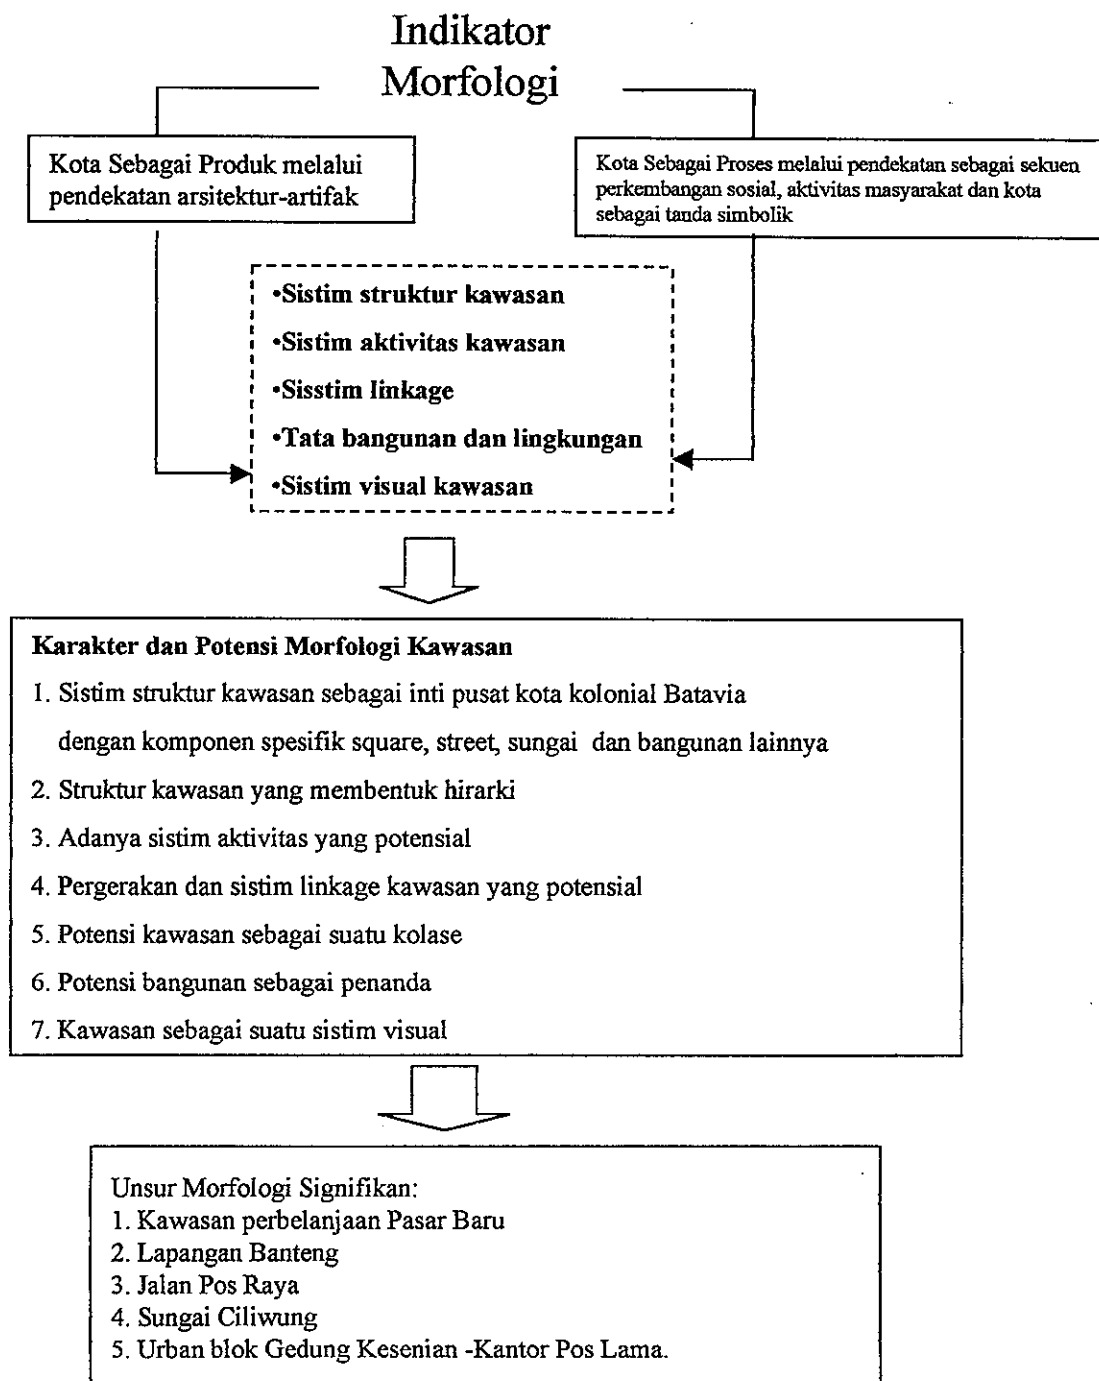 Indikator
Morfologi
Kota Sebagai Produk melalui
pendekatan arsitektur-artifak
Kota Sebagai Proses melalui pendekatan sebagai sekuen
perkembangan sosial, aktivitas masyarakat dan kota
sebagai tanda simbolik
•Sistim struktur kawasan
•Sistim aktivitas kawasan
•Sisstim linkage
•Tata bangunan dan lingkungan
•Sistim visual kawasan
Karakter dan Potensi Morfologi Kawasan
1. Sistim struktur kawasan sebagai inti pusat kota kolonial Batavia
dengan komponen spesifik square, street, sungai dan bangunan lainnya
2. Struktur kawasan yang membentuk hirarki
3. Adanya sistim aktivitas yang potensial
4. Pergerakan dan sistim linkage kawasan yang potensial
5. Potensi kawasan sebagai suatu kolase
6. Potensi bangunan sebagai penanda
7. Kawasan sebagai suatu sistim visual
Unsur Morfologi Signifikan:
1. Kawasan perbelanjaan Pasar Baru
2. Lapangan Banteng
3. Jalan Pos Raya
4. Sungai Ciliwung
5. Urban blok Gedung Kesenian -Kantor Pos Lama.